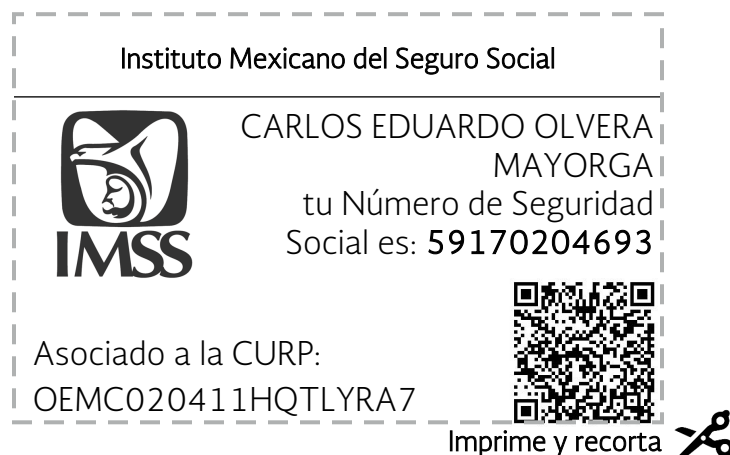 Instituto Mexicano del Seguro Social
CARLOS EDUARDO OLVERA
MAYORGA
tu Número de Seguridad
Social es: 59170204693
IMSS
Asociado a la CURP:
OEMC020411HQTLYRA7
Imprime y recorta